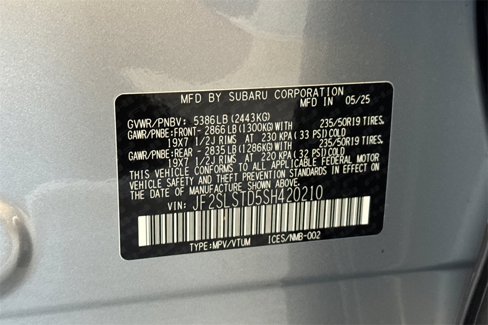 MFD BY SUBARU CORPORATION
MFD IN 05/25
GVWR/PNBV: 5386LB (2443KG)
GAWR/PNBE: FRONT- 2866LB (1300KG) WITH 235/50R19 TIRES,
19X7 1/2J RIMS AT 230 KPA (33 PSI) COLD
GAWR/PNBE: REAR - 2835LB (1286KG) WITH 235/50R19 TIRES,
19X7 1/2J RIMS AT 220 KPA (32 PSI) COLD
THIS VEHICLE CONFORMS TO ALL APPLICABLE FEDERAL MOTOR
VEHICLE SAFETY AND THEFT PREVENTION STANDARDS IN EFFECT
ON THE DATE OF MANUFACTURE SHOWN ABOVE
VIN: JF2SLSTD5SH420210
TYPE:MPV/VTUM ICES/NMB-002